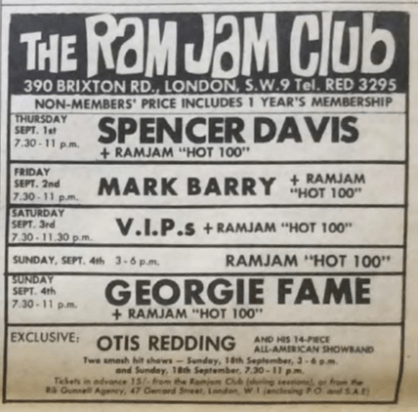 THE RAM JAM CLUB
390 BRIXTON RD., LONDON, S.W.9 Tel. RED 3295
NON-MEMBERS' PRICE INCLUDES 1 YEAR'S MEMBERSHIP
THURSDAY
SEPT. 1st
7.30 - 11 p.m.
SPENCER DAVIS
+ RAMJAM "HOT 100"
FRIDAY
SEPT. 2nd
7.30 - 11 p.m.
MARK BARRY + RAMJAM "HOT 100"
SATURDAY
SEPT. 3rd
7.30 - 11.30 p.m.
V.I.P.s + RAMJAM "HOT 100"
SUNDAY, SEPT. 4th 3 - 6 p.m. RAMJAM "HOT 100"
SUNDAY
SEPT. 4th
7.30 - 11 p.m.
GEORGIE FAME
+ RAMJAM "HOT 100"
EXCLUSIVE: OTIS REDDING AND HIS 14-PIECE ALL-AMERICAN SHOWBAND
Two smash hit shows — Sunday, 18th September, 3 - 6 p.m.
and Sunday, 18th September, 7.30 - 11 p.m.
Tickets in advance 15/- from the Ramjam Club (during sessions), or from the
Rik Gunnell Agency, 47 Gerrard Street, London, W.1 (enclosing P.O. and S.A.E)